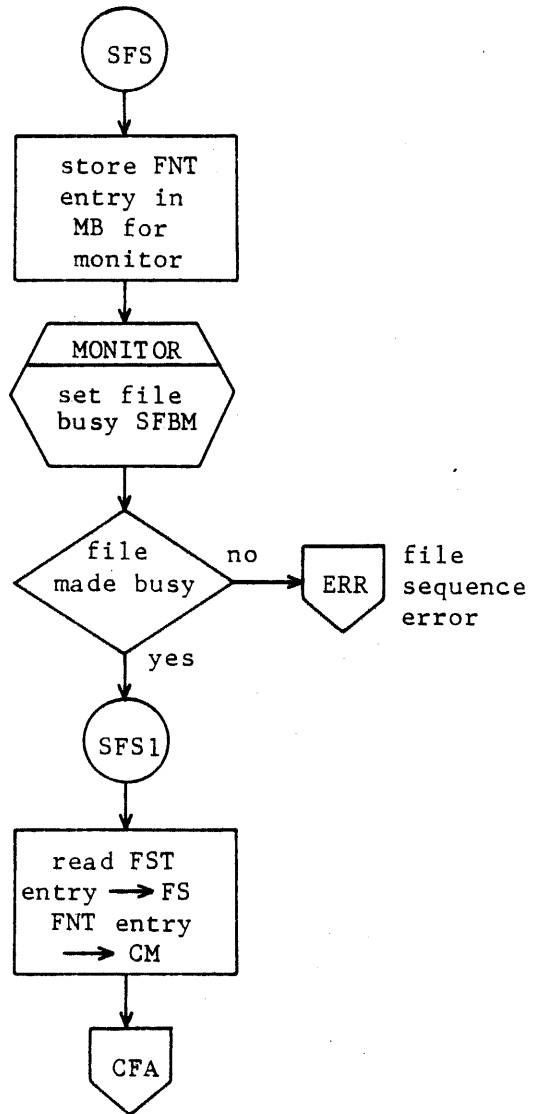 SFS
store FNT
entry in
MB for
monitor
MONITOR
set file
busy SFBM
file
made busy
no
ERR
file
sequence
error
yes
SFS1
read FST
entry → FS
FNT entry
→ CM
CFA